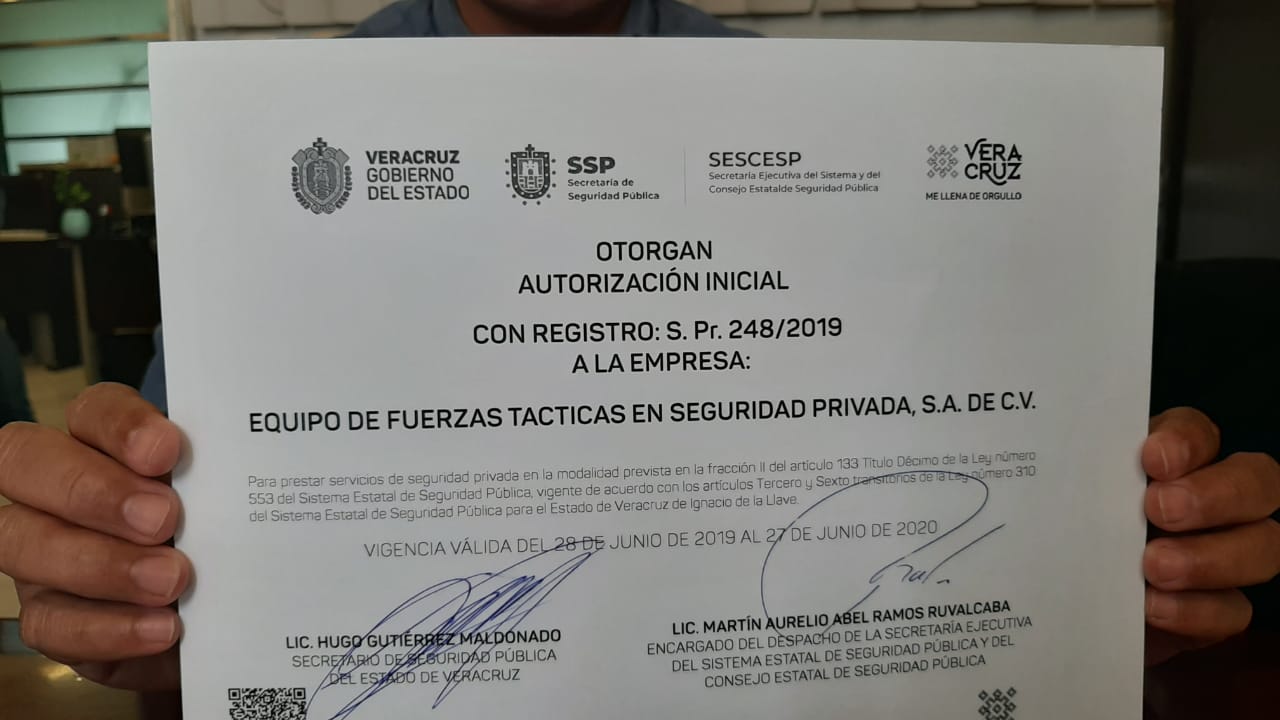 VERACRUZ
GOBIERNO
DEL ESTADO
SSP
Secretaría de
Seguridad Pública
SESCESP
Secretaría Ejecutiva del Sistema y del
Consejo Estatalde Seguridad Pública
VERA
CRUZ
ME LLENA DE ORGULLO
OTORGAN
AUTORIZACIÓN INICIAL
CON REGISTRO: S. Pr. 248/2019
A LA EMPRESA:
EQUIPO DE FUERZAS TACTICAS EN SEGURIDAD PRIVADA, S.A. DE C.V.
Para prestar servicios de seguridad privada en la modalidad prevista en la fracción II del artículo 133 Título Décimo de la Ley número
553 del Sistema Estatal de Seguridad Pública, vigente de acuerdo con los artículos Tercero y Sexto transitorios de la Ley número 310
del Sistema Estatal de Seguridad Pública para el Estado de Veracruz de Ignacio de la Llave.
VIGENCIA VÁLIDA DEL 28 DE JUNIO DE 2019 AL 27 DE JUNIO DE 2020
LIC. HUGO GUTIÉRREZ MALDONADO
SECRETARIO DE SEGURIDAD PÚBLICA
DEL ESTADO DE VERACRUZ
LIC. MARTÍN AURELIO ABEL RAMOS RUVALCABA
ENCARGADO DEL DESPACHO DE LA SECRETARÍA EJECUTIVA
DEL SISTEMA ESTATAL DE SEGURIDAD PÚBLICA Y DEL
CONSEJO ESTATAL DE SEGURIDAD PÚBLICA